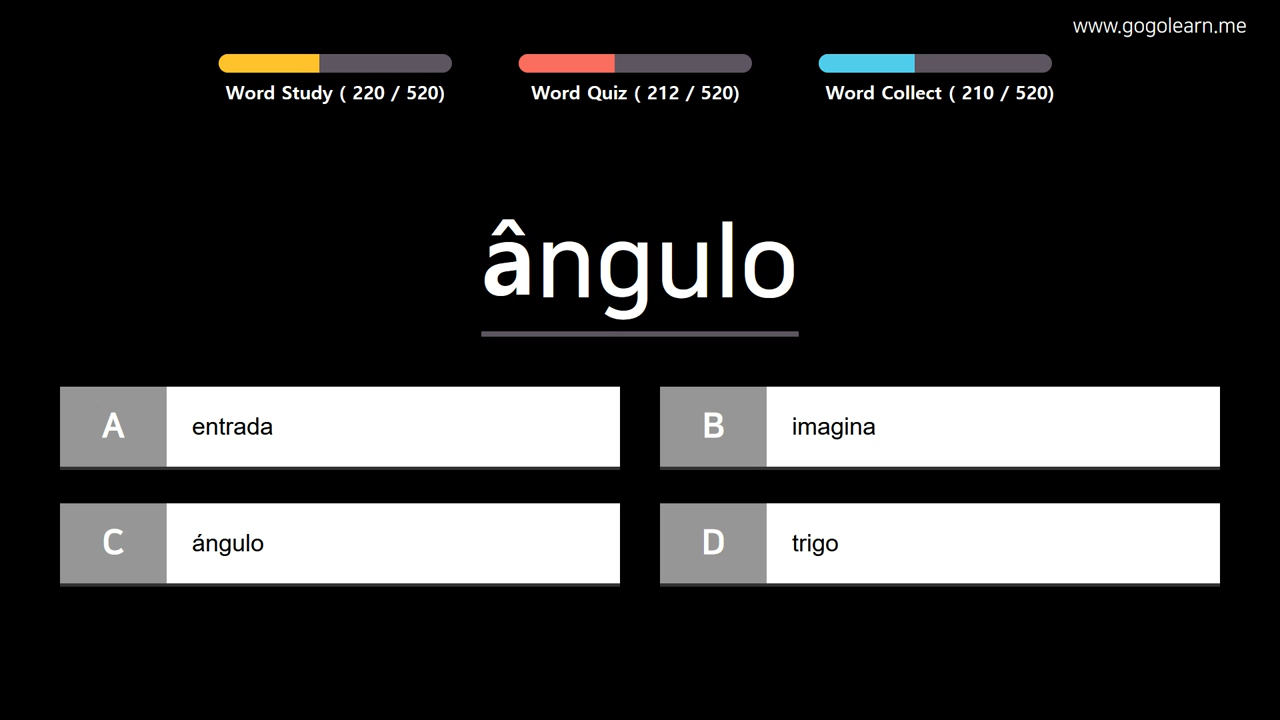 www.gogolearn.me
Word Study ( 220 / 520)
Word Quiz ( 212 / 520)
Word Collect ( 210 / 520)
ângulo
A
entrada
B
imagina
C
ángulo
D
trigo